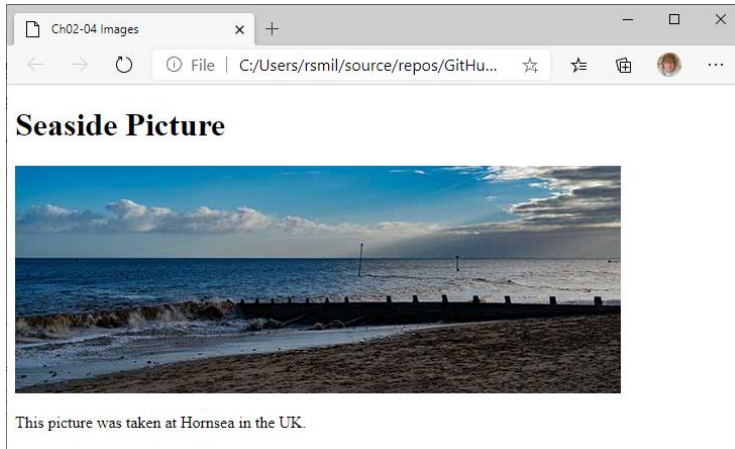 Ch02-04 Images
File C:/Users/rsmil/source/repos/GitHu...
Seaside Picture
This picture was taken at Hornsea in the UK.